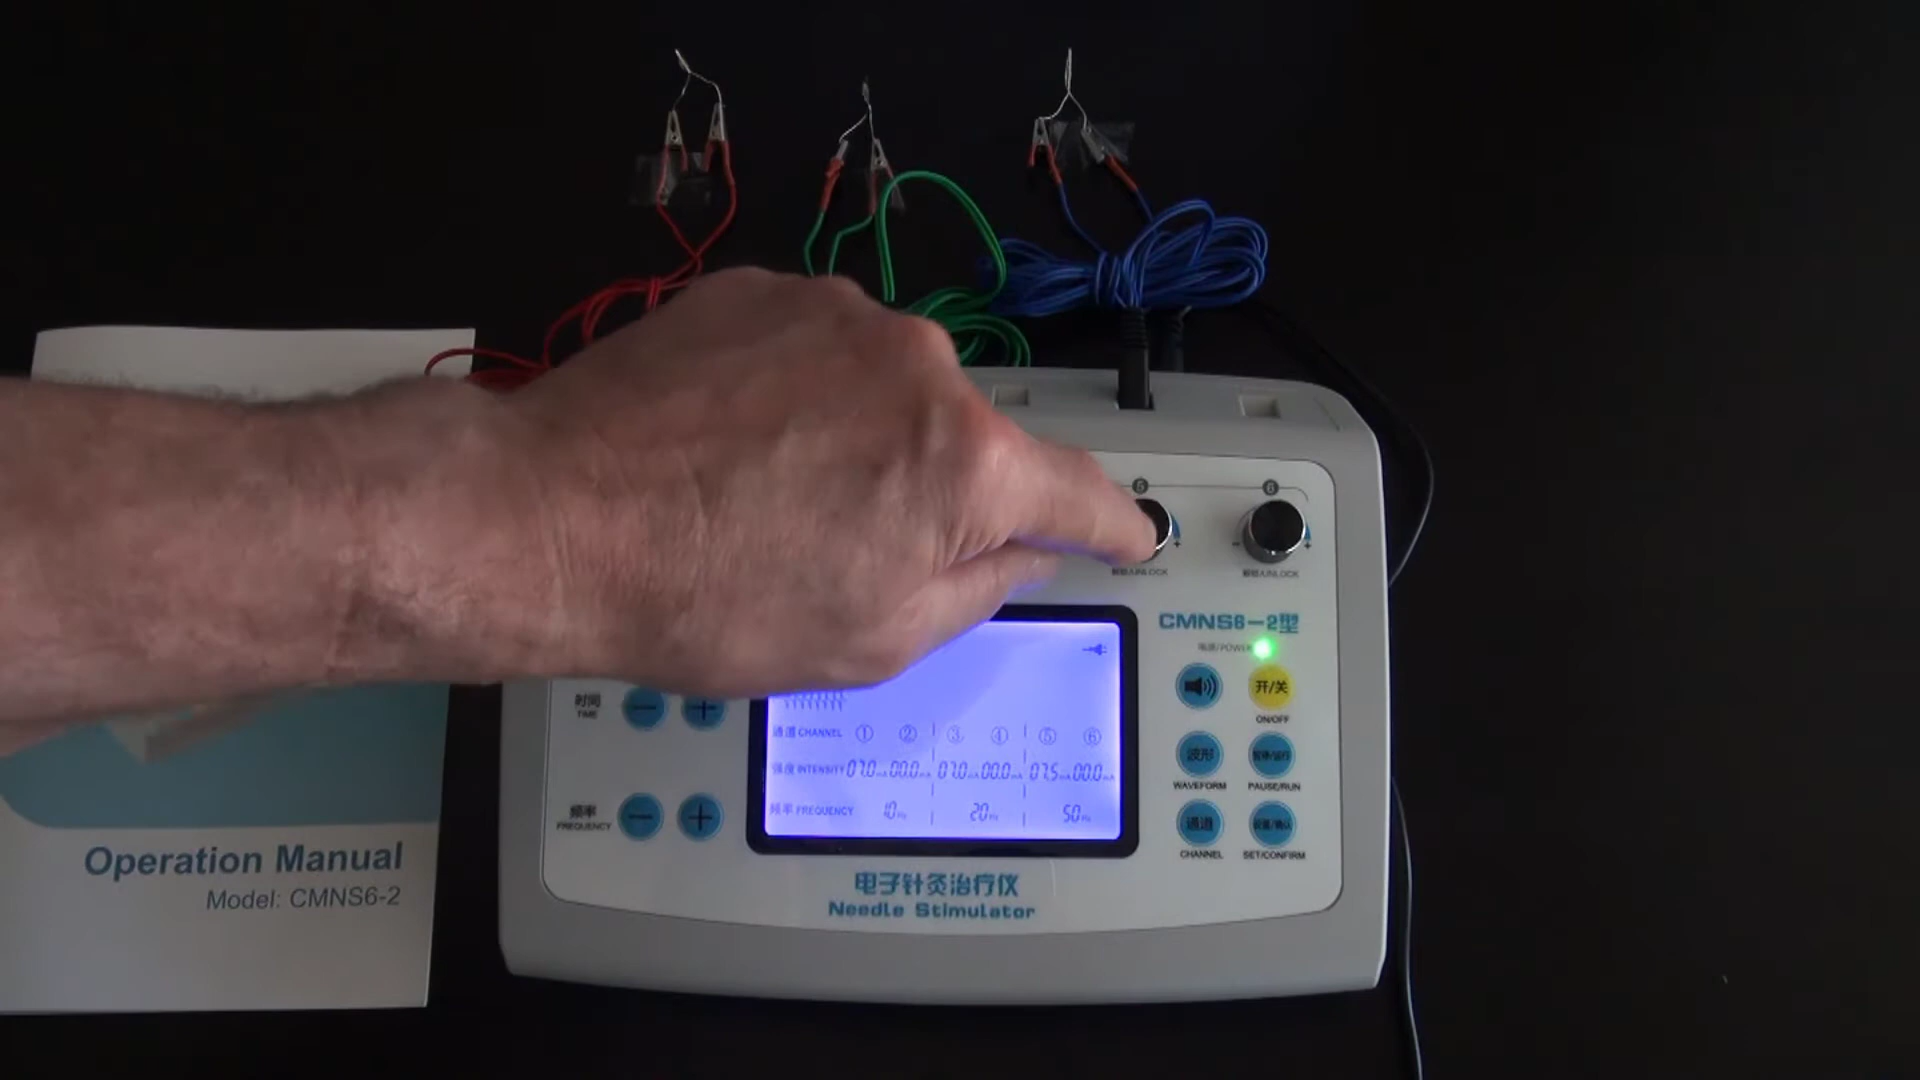 5 6
- +
+
解锁/UNLOCK 解锁/UNLOCK
CMNS6-2型
电源/POWER
开/关
ON/OFF
时间
TIME
- +
通道 CHANNEL ① ② ③ ④ ⑤ ⑥
强度 INTENSITY 07.0mA 00.0mA 07.0mA 00.0mA 07.5mA 00.0mA
频率 FREQUENCY 10Hz 20Hz 50Hz
波形 暂停/运行
WAVEFORM PAUSE/RUN
频率
FREQUENCY
- +
通道 设置/确认
CHANNEL SET/CONFIRM
电子针灸治疗仪
Needle Stimulator
Operation Manual
Model: CMNS6-2